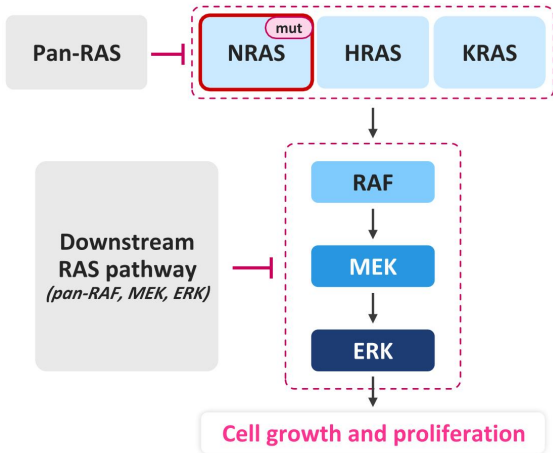 mut
Pan-RAS
NRAS
HRAS
KRAS
RAF
Downstream
RAS pathway
(pan-RAF, MEK, ERK)
MEK
ERK
Cell growth and proliferation